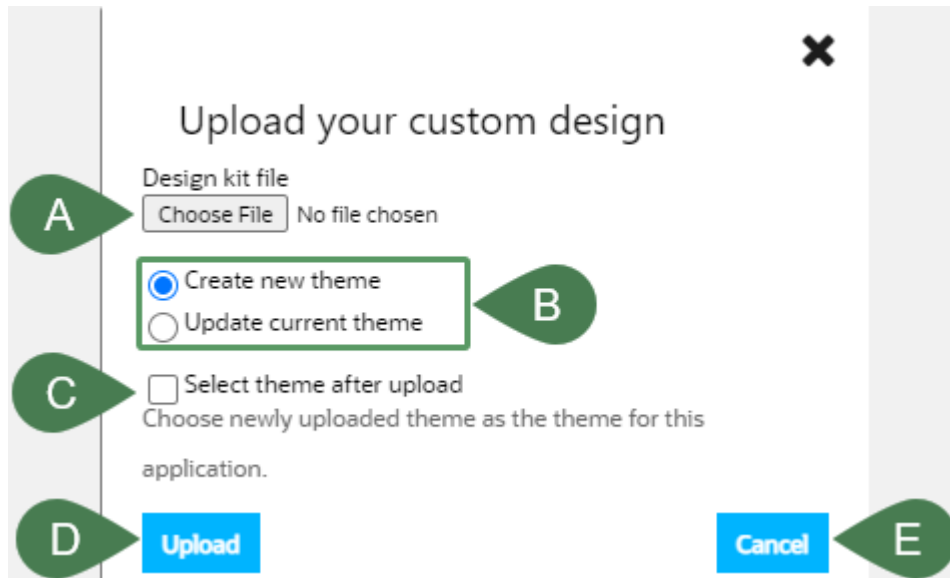 Upload your custom design
Design kit file
A
Choose File No file chosen
Create new theme
B
Update current theme
C
Select theme after upload
Choose newly uploaded theme as the theme for this
application.
D
Upload
Cancel
E